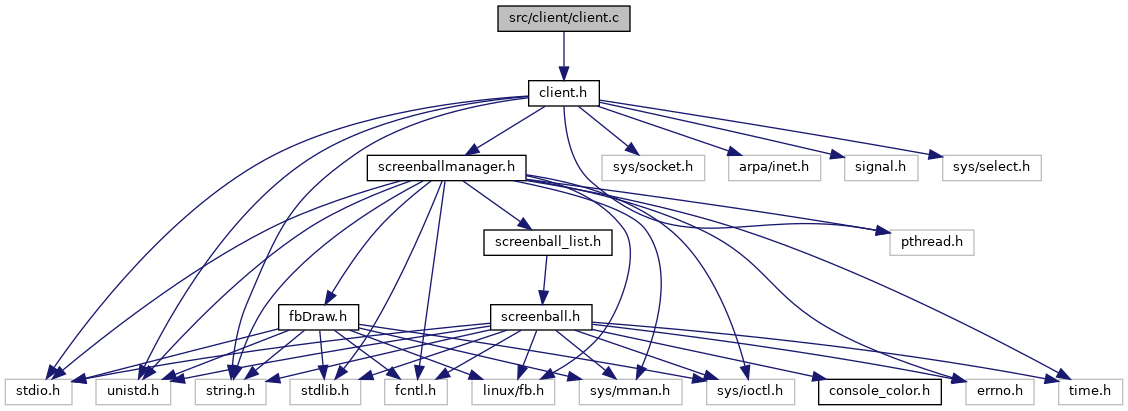 src/client/client.c
client.h
screenballmanager.h
sys/socket.h
arpa/inet.h
signal.h
sys/select.h
screenball_list.h
pthread.h
fbDraw.h
screenball.h
stdio.h
unistd.h
string.h
stdlib.h
fcntl.h
linux/fb.h
sys/mman.h
sys/ioctl.h
console_color.h
errno.h
time.h